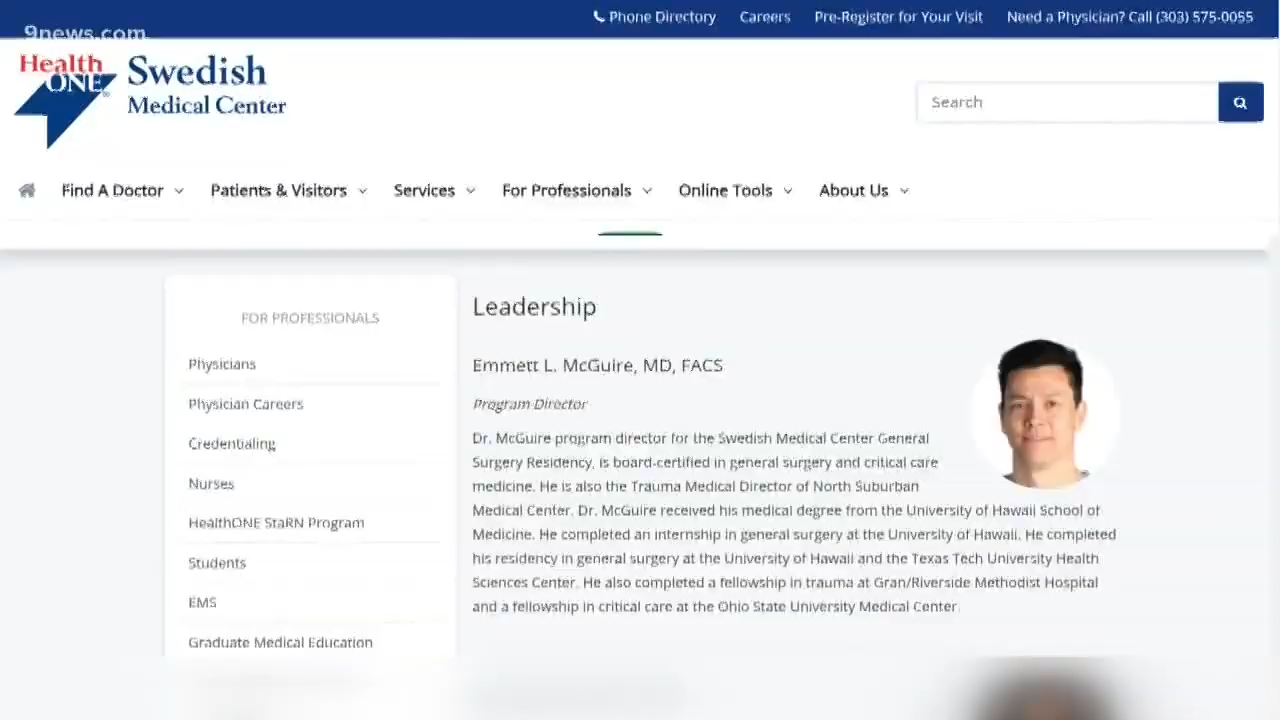 Phone Directory Careers Pre-Register for Your Visit Need a Physician? Call (303) 575-0055
9news.com
Health
ONE
Swedish
Medical Center
Search
Find A Doctor Patients & Visitors Services For Professionals Online Tools About Us
FOR PROFESSIONALS
Physicians
Physician Careers
Credentialing
Nurses
HealthONE StaRN Program
Students
EMS
Graduate Medical Education
Leadership
Emmett L. McGuire, MD, FACS
Program Director
Dr. McGuire program director for the Swedish Medical Center General
Surgery Residency, is board-certified in general surgery and critical care
medicine. He is also the Trauma Medical Director of North Suburban
Medical Center. Dr. McGuire received his medical degree from the University of Hawaii School of
Medicine. He completed an internship in general surgery at the University of Hawaii. He completed
his residency in general surgery at the University of Hawaii and the Texas Tech University Health
Sciences Center. He also completed a fellowship in trauma at Gran/Riverside Methodist Hospital
and a fellowship in critical care at the Ohio State University Medical Center.